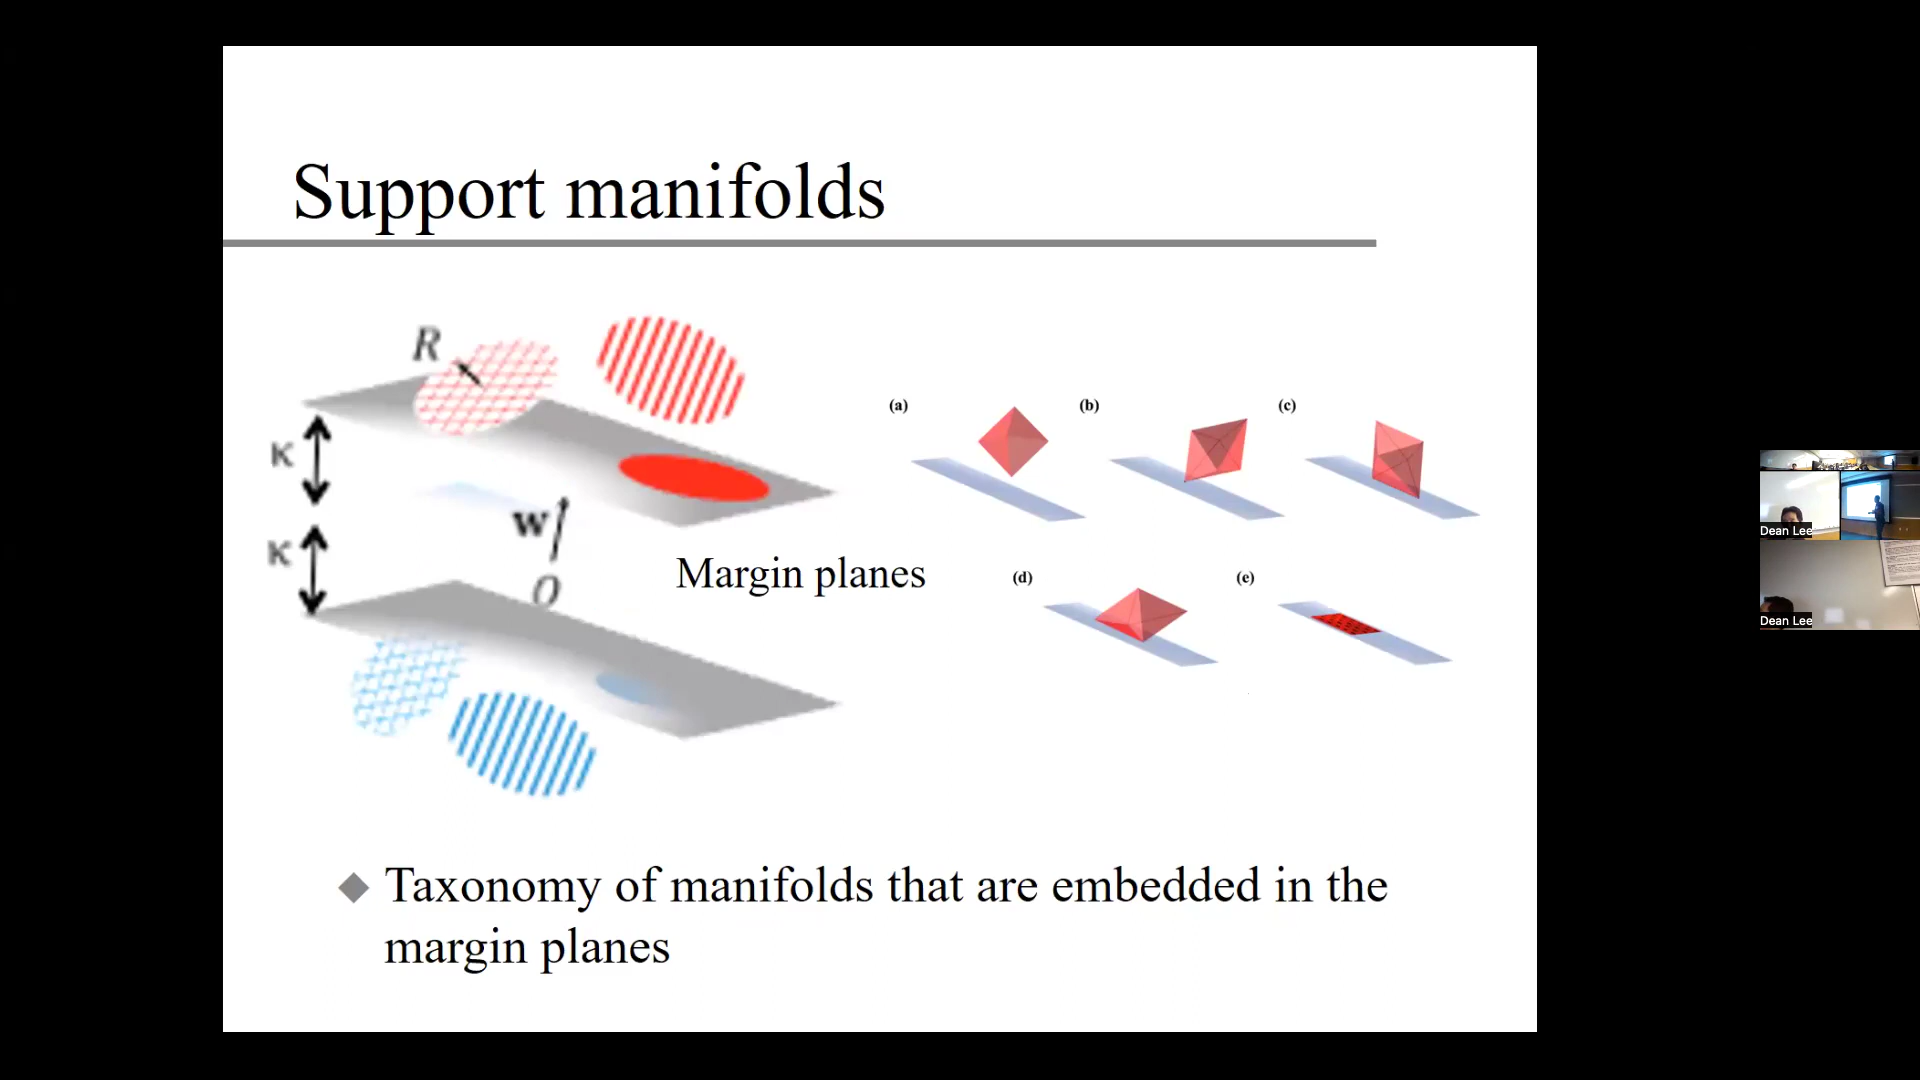 Support manifolds
R
κ
w
κ
O
Margin planes
(a)
(b)
(c)
(d)
(e)
Taxonomy of manifolds that are embedded in the
margin planes
Dean Lee
Dean Lee